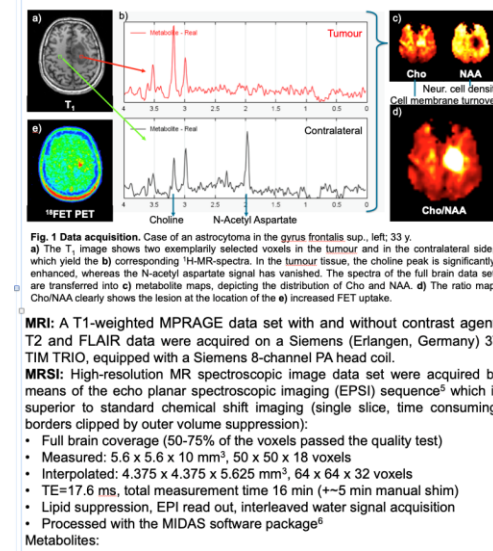 a)
b)
c)
Metabolite - Real
Tumour
4 3.5 3 2.5 2 1.5 1 0.5 0
Cho NAA
T1
Neur. cell densit
Cell membrane turnove
e)
Metabolite - Real
Contralateral
d)
18FET PET
4 3.5 3 2.5 2 1.5 1 0.5 0
Choline N-Acetyl Aspartate
Cho/NAA
Fig. 1 Data acquisition. Case of an astrocytoma in the gyrus frontalis sup., left; 33 y.
a) The T1 image shows two exemplarily selected voxels in the tumour and in the contralateral side
which yield the b) corresponding 1H-MR-spectra. In the tumour tissue, the choline peak is significantly
enhanced, whereas the N-acetyl aspartate signal has vanished. The spectra of the full brain data set
are transferred into c) metabolite maps, depicting the distribution of Cho and NAA. d) The ratio map
Cho/NAA clearly shows the lesion at the location of the e) increased FET uptake.
MRI: A T1-weighted MPRAGE data set with and without contrast agen
T2 and FLAIR data were acquired on a Siemens (Erlangen, Germany) 3
TIM TRIO, equipped with a Siemens 8-channel PA head coil.
MRSI: High-resolution MR spectroscopic image data set were acquired b
means of the echo planar spectroscopic imaging (EPSI) sequence5 which i
superior to standard chemical shift imaging (single slice, time consuming
borders clipped by outer volume suppression):
• Full brain coverage (50-75% of the voxels passed the quality test)
• Measured: 5.6 x 5.6 x 10 mm3, 50 x 50 x 18 voxels
• Interpolated: 4.375 x 4.375 x 5.625 mm3, 64 x 64 x 32 voxels
• TE=17.6 ms, total measurement time 16 min (+~5 min manual shim)
• Lipid suppression, EPI read out, interleaved water signal acquisition
• Processed with the MIDAS software package6
Metabolites: